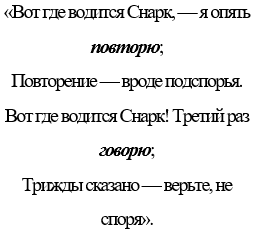 «Вот где водится Снарк, — я опять
повторю;
Повторение — вроде подспорья.
Вот где водится Снарк! Третий раз
говорю;
Трижды сказано — верьте, не
споря».